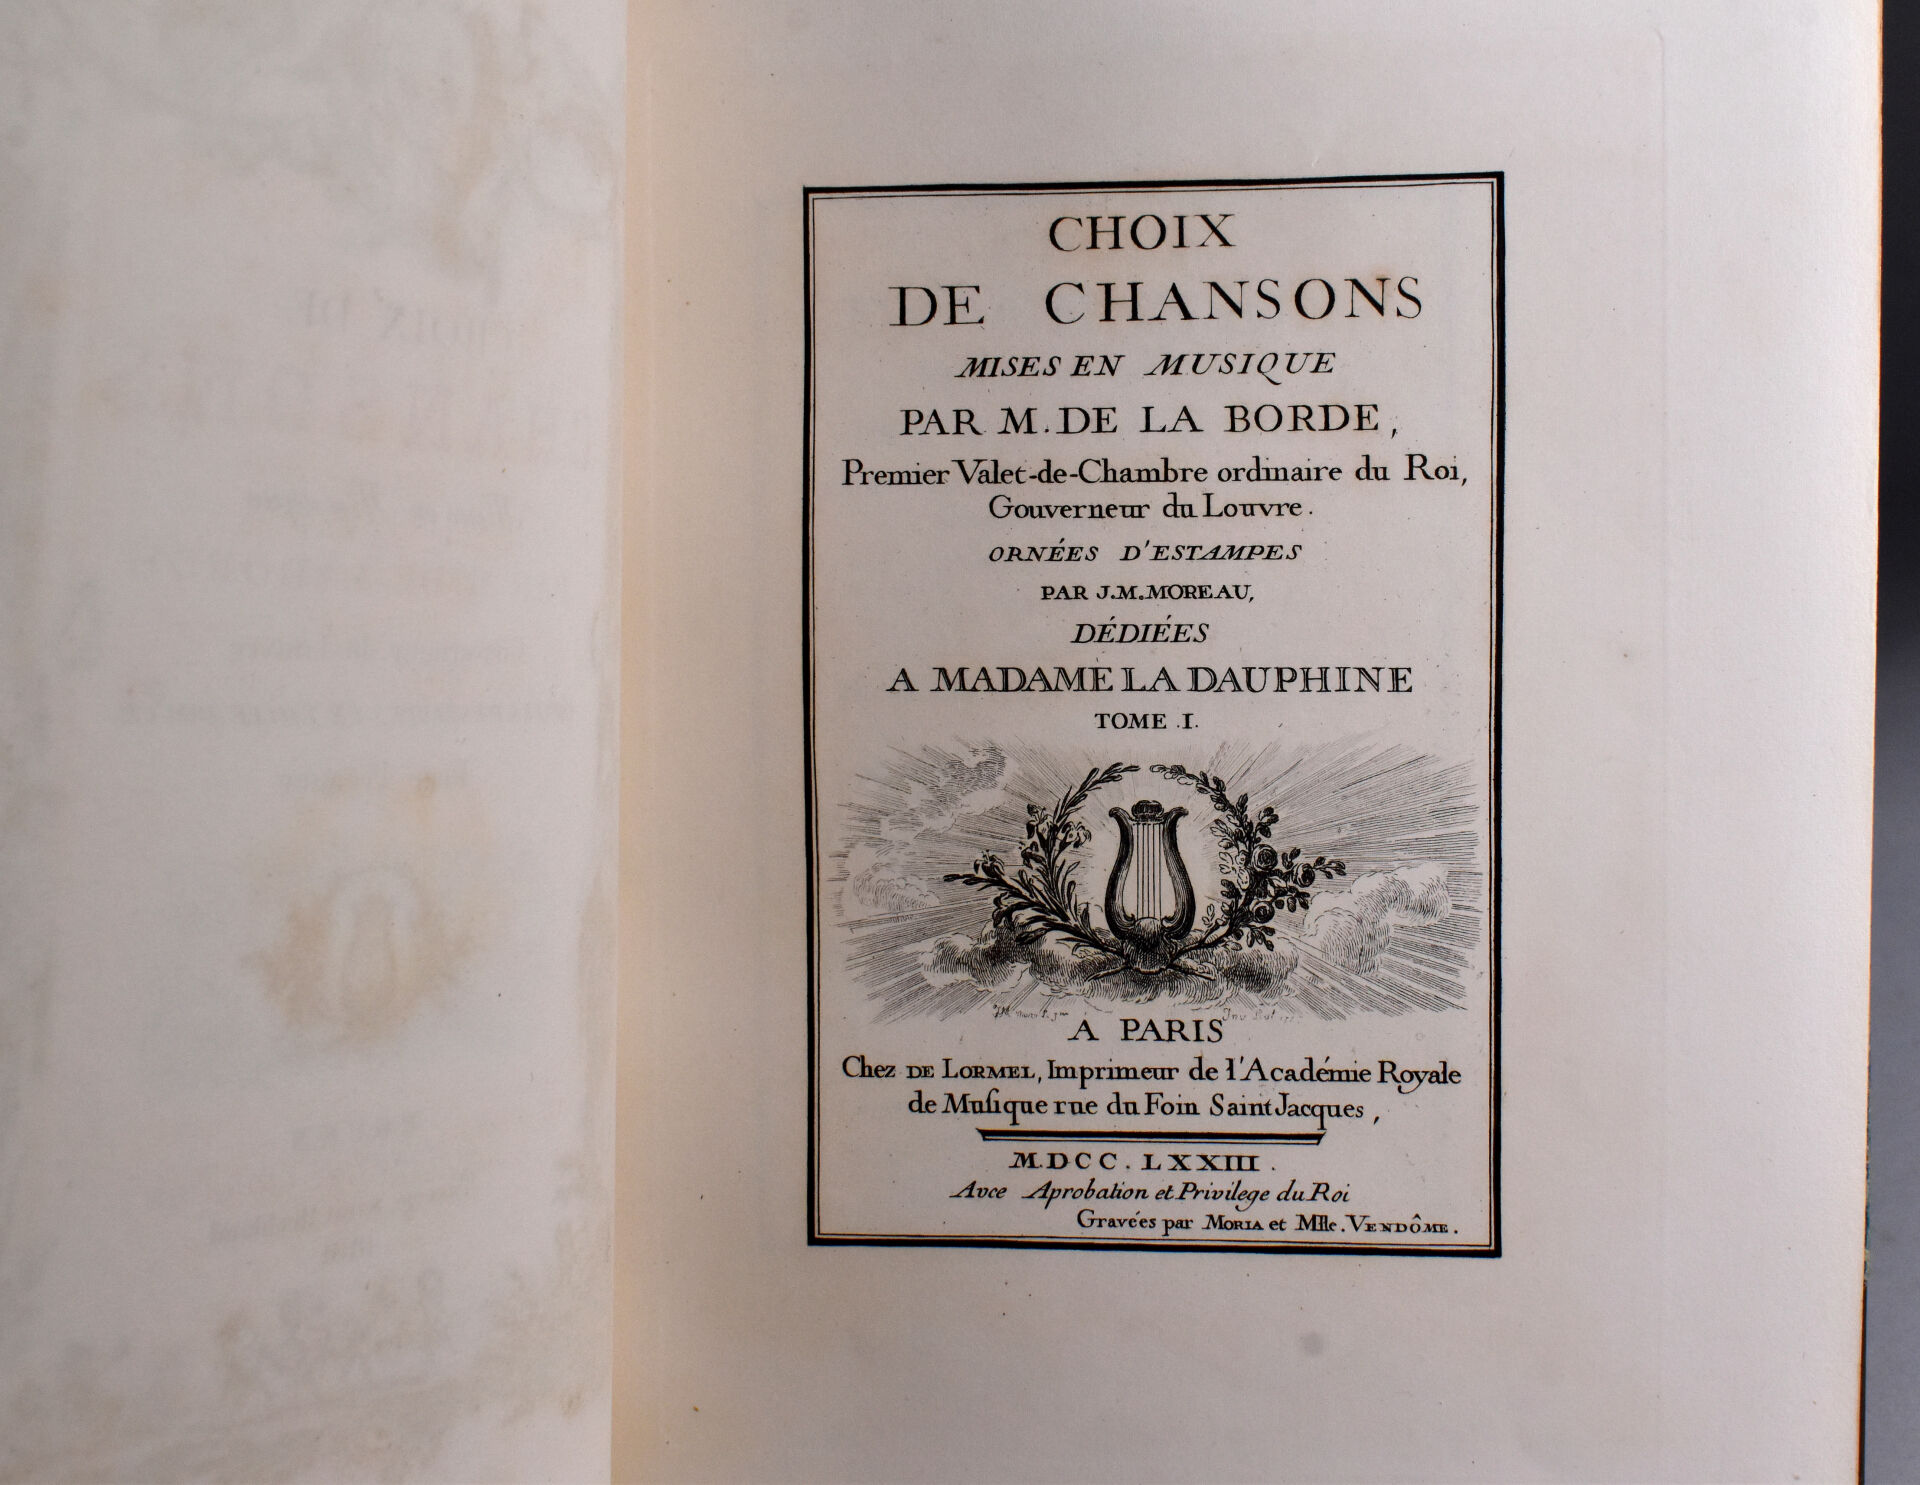 CHOIX
DE CHANSONS
MISES EN MUSIQUE
PAR M. DE LA BORDE,
Premier Valet-de-Chambre ordinaire du Roi,
Gouverneur du Louvre.
ORNÉES D'ESTAMPES
PAR J.M. MOREAU,
DÉDIÉES
A MADAME LA DAUPHINE
TOME .I.
A PARIS
Chez DE LORMEL, Imprimeur de l'Académie Royale
de Muſique rue du Foin Saint Jacques,
M.DCC. LXXIII.
Avec Aprobation et Privilege du Roi
Gravées par MORIA et Mlle. VENDÔME.